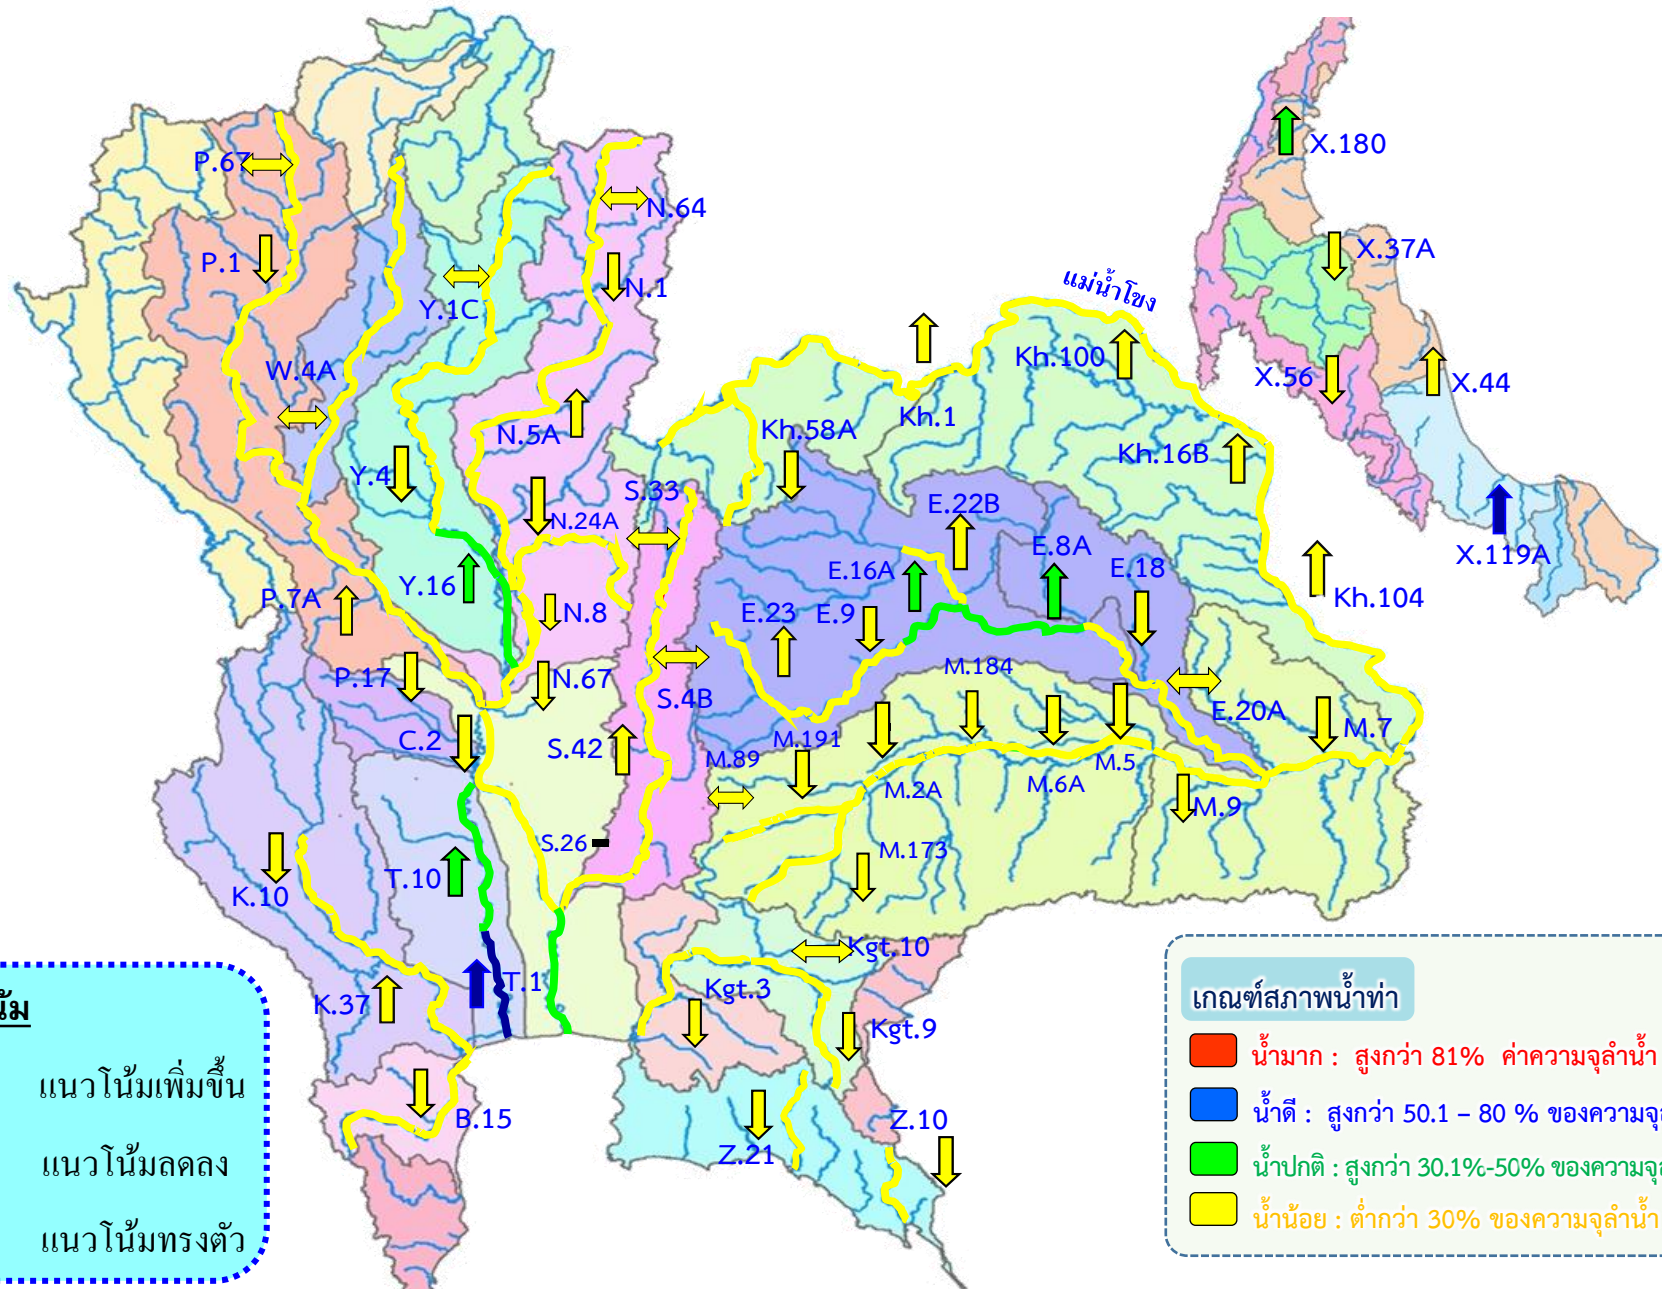 P.67
P.1
W.4A
Y.1C
N.64
N.1
Y.4
N.5A
N.24A
S.33
Y.16
P.7A
N.8
P.17
N.67
C.2
S.42
S.4B
S.26
T.10
K.10
K.37
T.1
B.15
แม่น้ำโขง
Kh.58A
Kh.1
Kh.100
Kh.16B
Kh.104
E.22B
E.8A
E.16A
E.18
E.23
E.9
E.20A
M.184
M.191
M.89
M.2A
M.6A
M.5
M.7
M.9
M.173
Kgt.10
Kgt.3
Kgt.9
Z.21
Z.10
X.180
X.37A
X.56
X.44
X.119A
แนวโน้มเพิ่มขึ้น
แนวโน้มลดลง
แนวโน้มทรงตัว
เกณฑ์สภาพน้ำท่า
น้ำมาก : สูงกว่า 81% ค่าความจุลำน้ำ
น้ำดี : สูงกว่า 50.1 – 80 % ของความจุ
น้ำปกติ : สูงกว่า 30.1%-50% ของความจุ
น้ำน้อย : ต่ำกว่า 30% ของความจุลำน้ำ